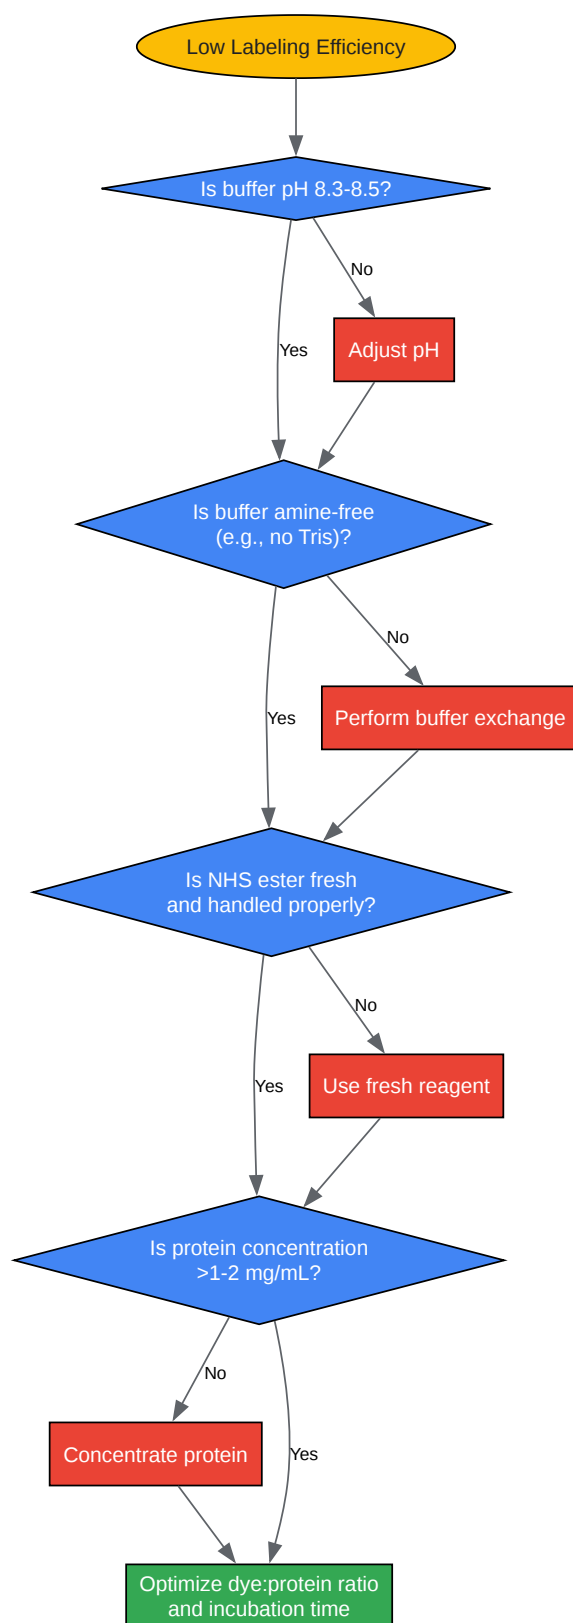 Low Labeling Efficiency
Is buffer pH 8.3-8.5?
No
Yes
Adjust pH
Is buffer amine-free
(e.g., no Tris)?
No
Yes
Perform buffer exchange
Is NHS ester fresh
and handled properly?
No
Yes
Use fresh reagent
Is protein concentration
>1-2 mg/mL?
No
Concentrate protein
Yes
Optimize dye:protein ratio
and incubation time